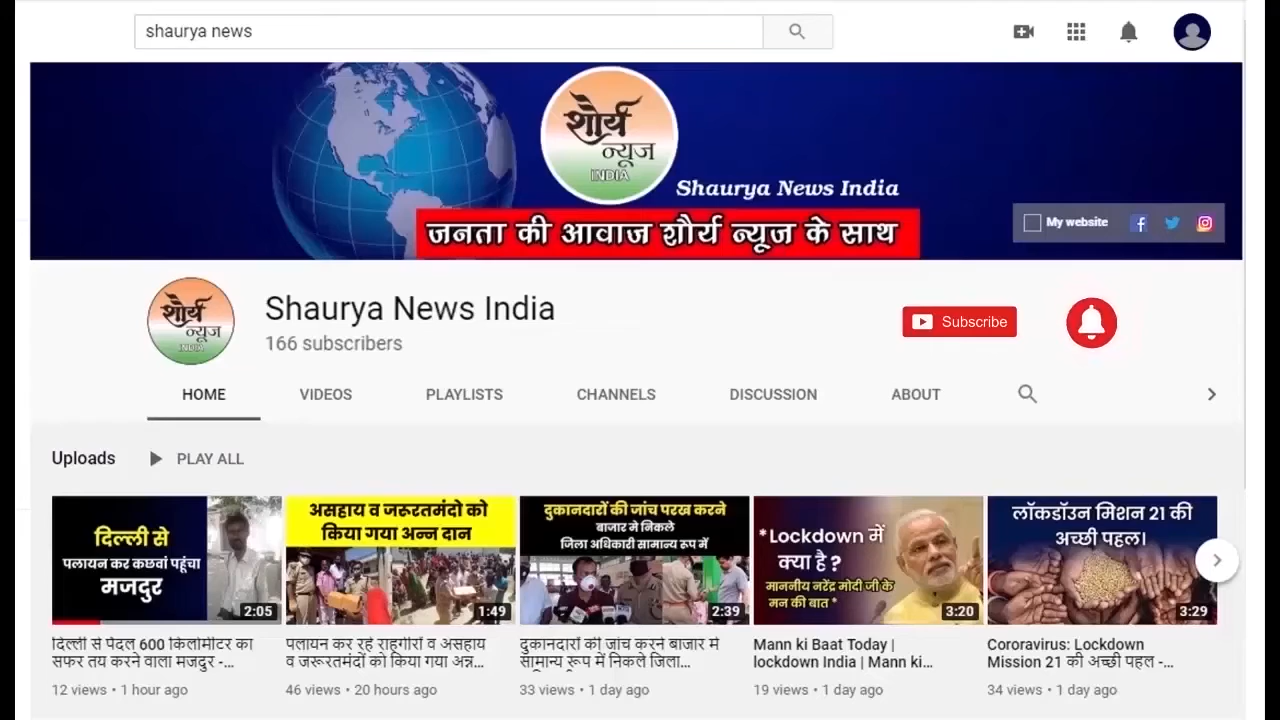 shaurya news
शौर्य
न्यूज
INDIA
Shaurya News India
जनता की आवाज शौर्य न्यूज के साथ
My website
शौर्य
न्यूज
INDIA
Shaurya News India
166 subscribers
Subscribe
HOME VIDEOS PLAYLISTS CHANNELS DISCUSSION ABOUT
Uploads PLAY ALL
दिल्ली से
पलायन कर कछवां पहूंचा
मजदुर
2:05
असहाय व जरूरतमंदो को
किया गया अन्न दान
1:49
दुकानदारों की जांच परख करने
बाजार मे निकले
जिला अधिकारी सामान्य रूप में
2:39
*Lockdown में
क्या है ?
माननीय नरेंद्र मोदी जी के
मन की बात *
3:20
लॉकडॉउन मिशन 21 की
अच्छी पहल।
3:29
दिल्ली से पैदल 600 किलोमीटर का
सफर तय करने वाला मजदुर -...
12 views • 1 hour ago
पलायन कर रहे राहगीरों व असहाय
व जरूरतमंदों को किया गया अन्न...
46 views • 20 hours ago
दुकानदारों की जांच करने बाजार में
सामान्य रूप में निकले जिला...
33 views • 1 day ago
Mann ki Baat Today |
lockdown India | Mann ki...
19 views • 1 day ago
Cororavirus: Lockdown
Mission 21 की अच्छी पहल -...
34 views • 1 day ago